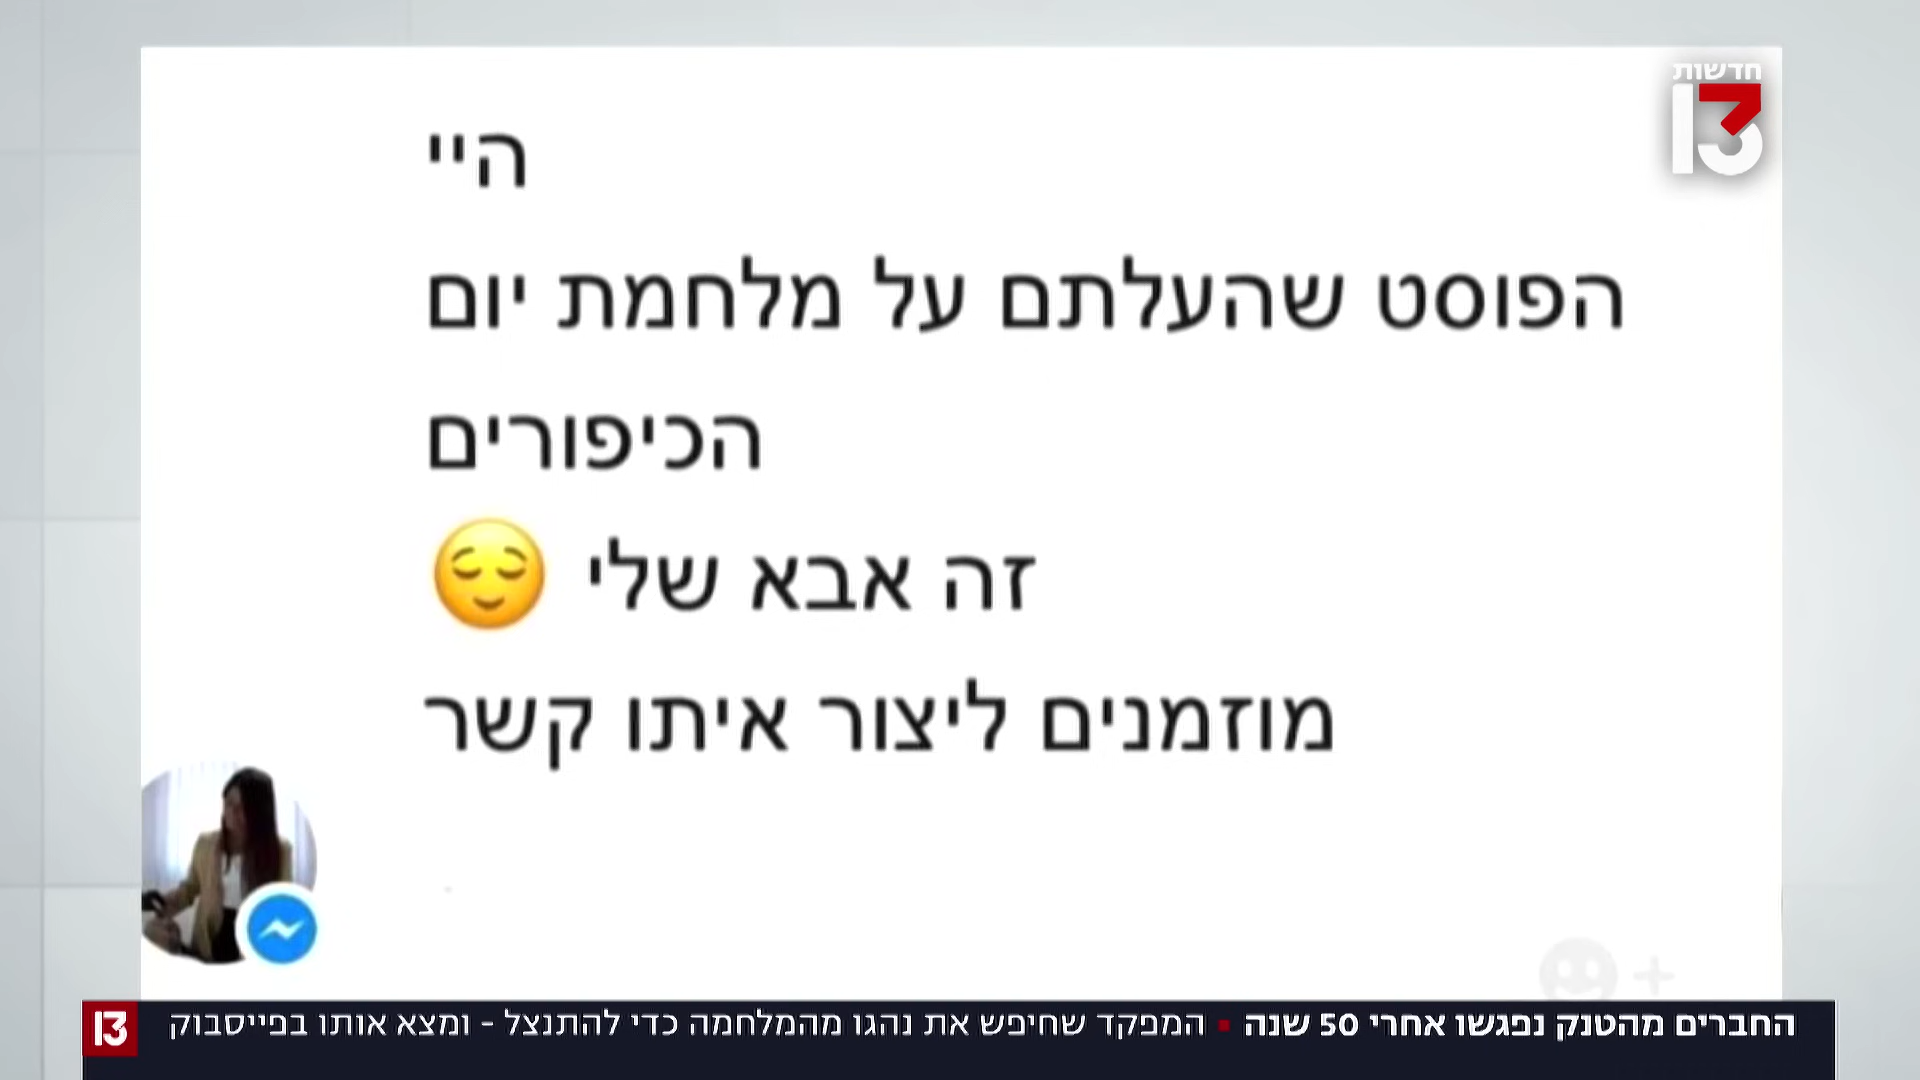 חדשות
13
היי
הפוסט שהעלתם על מלחמת יום
הכיפורים
זה אבא שלי 😌
מוזמנים ליצור איתו קשר
החברים מהטנק נפגשו אחרי 50 שנה ▪ המפקד שחיפש את נהגו מהמלחמה כדי להתנצל - ומצא אותו בפייסבוק
13